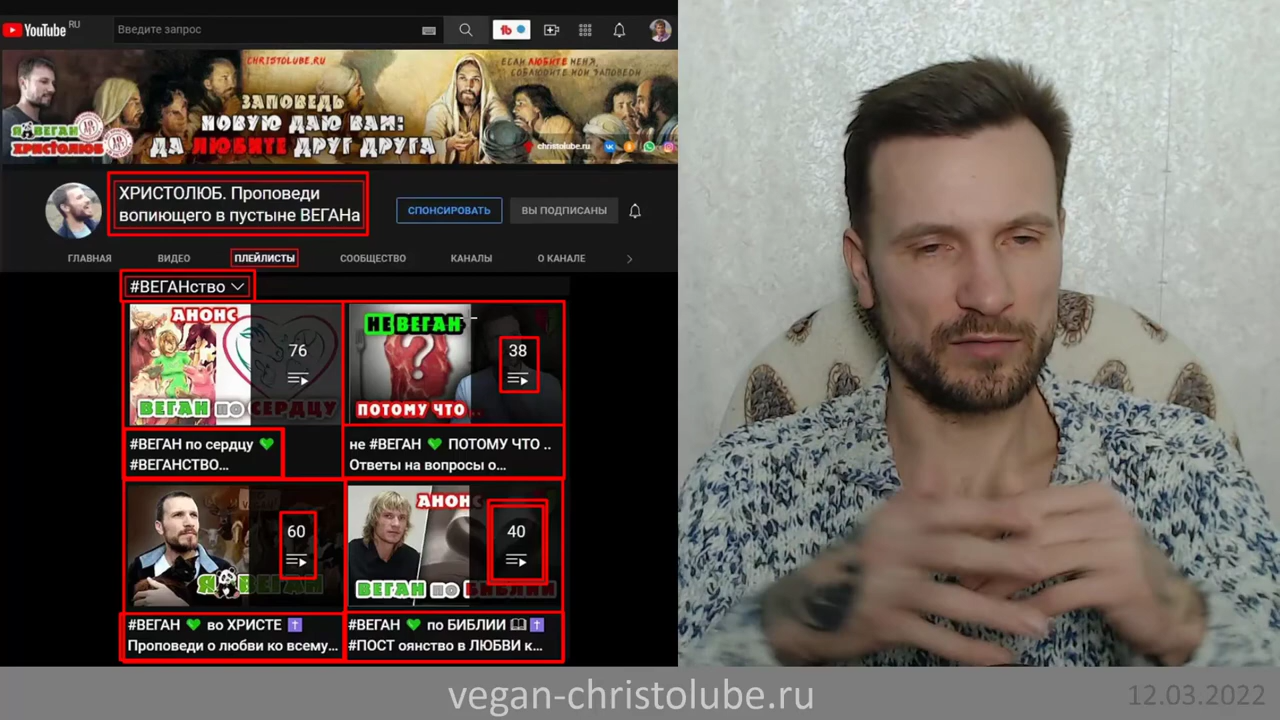 YouTube RU
Введите запрос
CHRISTOLUBE.RU
ЕСЛИ ЛЮБИТЕ МЕНЯ,
СОБЛЮДИТЕ МОИ ЗАПОВЕДИ
ЗАПОВЕДЬ
НОВУЮ ДАЮ ВАМ:
ДА ЛЮБИТЕ ДРУГ ДРУГА
Я ВЕГАН
ХРИСТОЛЮБ
christolube.ru
ХРИСТОЛЮБ. Проповеди
вопиющего в пустыне ВЕГАНа
СПОНСИРОВАТЬ
ВЫ ПОДПИСАНЫ
ГЛАВНАЯ ВИДЕО ПЛЕЙЛИСТЫ СООБЩЕСТВО КАНАЛЫ О КАНАЛЕ
#ВЕГАНство
АНОНС
76
ВЕГАН по СЕРДЦУ
НЕ ВЕГАН
38
ПОТОМУ ЧТО..
#ВЕГАН по сердцу 💚
#ВЕГАНСТВО...
не #ВЕГАН 💚 ПОТОМУ ЧТО ..
Ответы на вопросы о...
60
Я ВЕГАН
АНОНС
40
ВЕГАН по БИБЛИИ
#ВЕГАН 💚 во ХРИСТЕ ✝️
Проповеди о любви ко всему...
#ВЕГАН 💚 по БИБЛИИ 📖✝️
#ПОСТ оянство в ЛЮБВИ к...
vegan-christolube.ru
12.03.2022